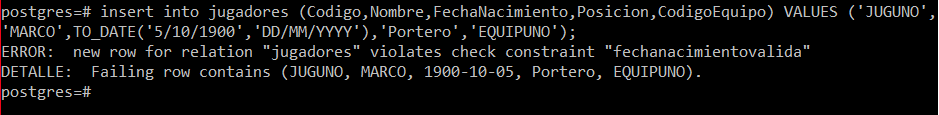 postgres=# insert into jugadores (Codigo,Nombre,FechaNacimiento,Posicion,CodigoEquipo) VALUES ('JUGUNO',
'MARCO',TO_DATE('5/10/1900','DD/MM/YYYY'),'Portero','EQUIPUNO');
ERROR:  new row for relation "jugadores" violates check constraint "fechanacimientovalida"
DETALLE:  Failing row contains (JUGUNO, MARCO, 1900-10-05, Portero, EQUIPUNO).
postgres=#